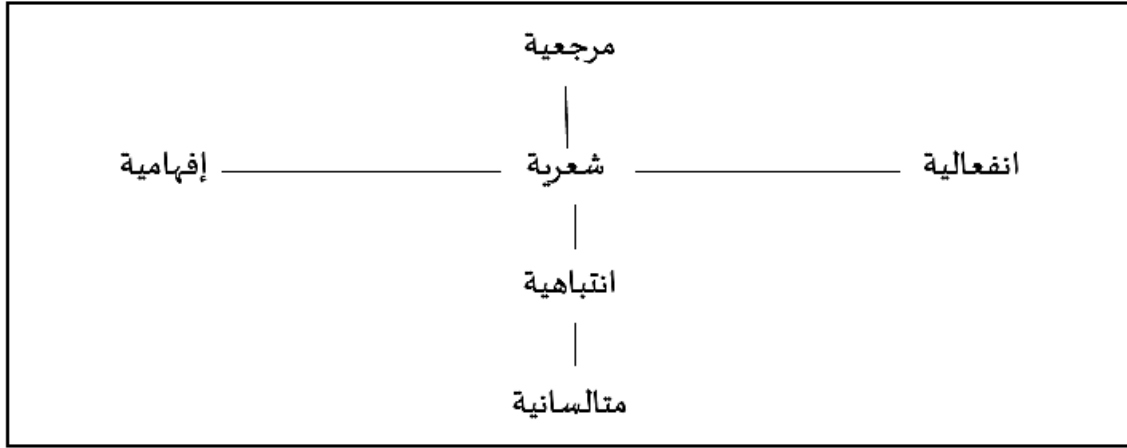 مرجعية
انفعالية شعرية إفهامية
انتباهية
متالسانية